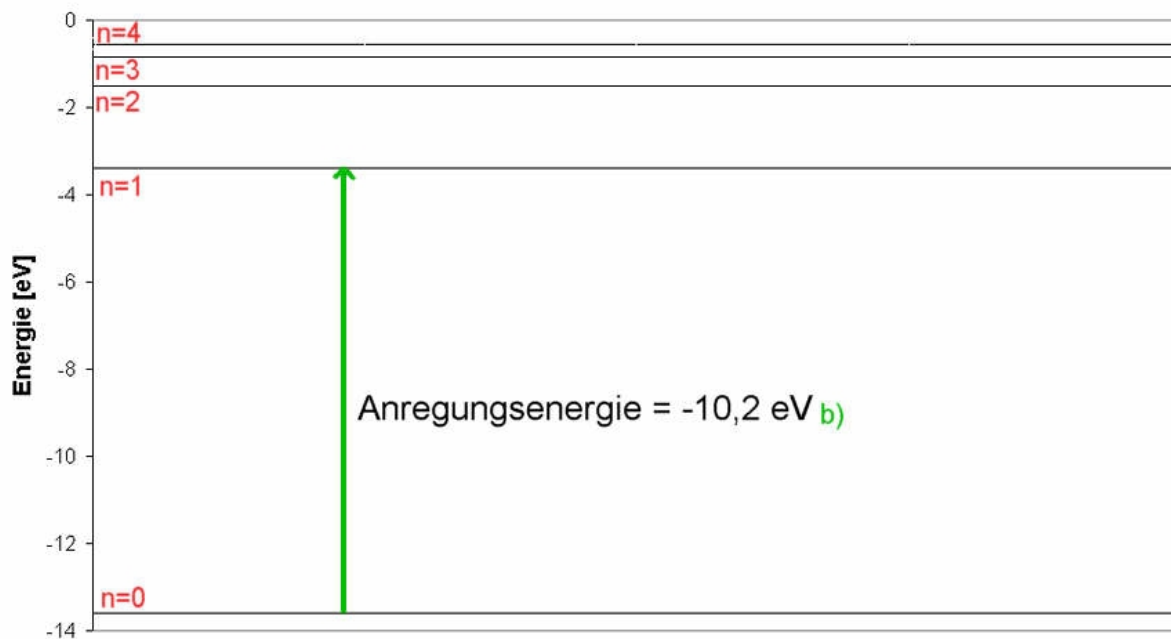 0
n=4
n=3
-2
n=2
n=1
-4
Energie [eV]
-6
-8
Anregungsenergie = -10,2 eV b)
-10
-12
n=0
-14